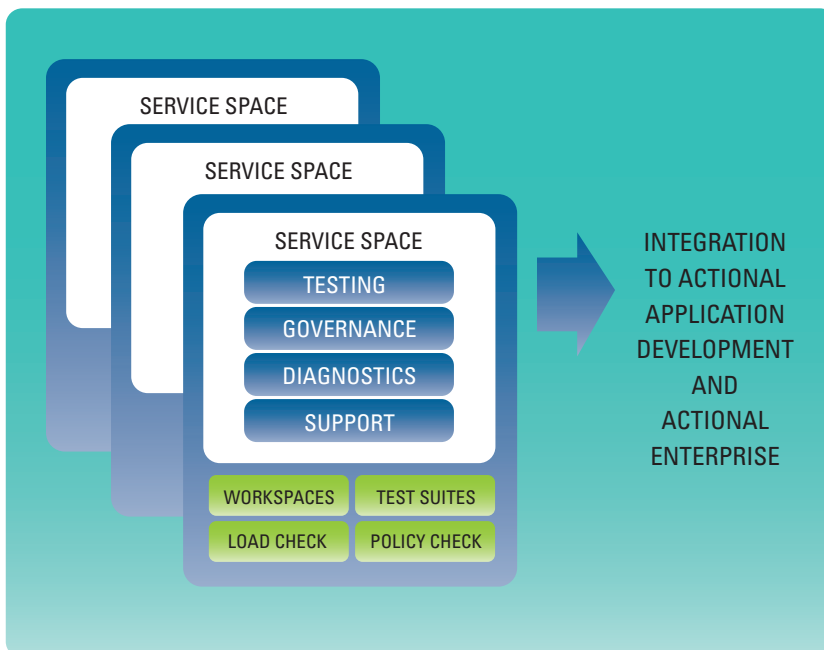 SERVICE SPACE
SERVICE SPACE
SERVICE SPACE
TESTING
GOVERNANCE
DIAGNOSTICS
SUPPORT
WORKSPACES
TEST SUITES
LOAD CHECK
POLICY CHECK
INTEGRATION
TO ACTIONAL
APPLICATION
DEVELOPMENT
AND
ACTIONAL
ENTERPRISE